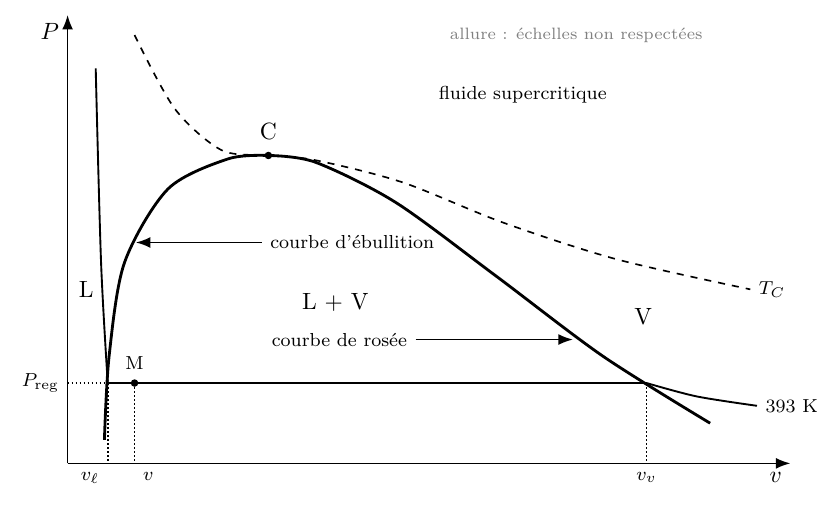 P
allure : échelles non respectées
fluide supercritique
C
courbe d'ébullition
L
L + V
T_C
V
courbe de rosée
M
P_reg
393 K
v_ℓ
v
v_v
v